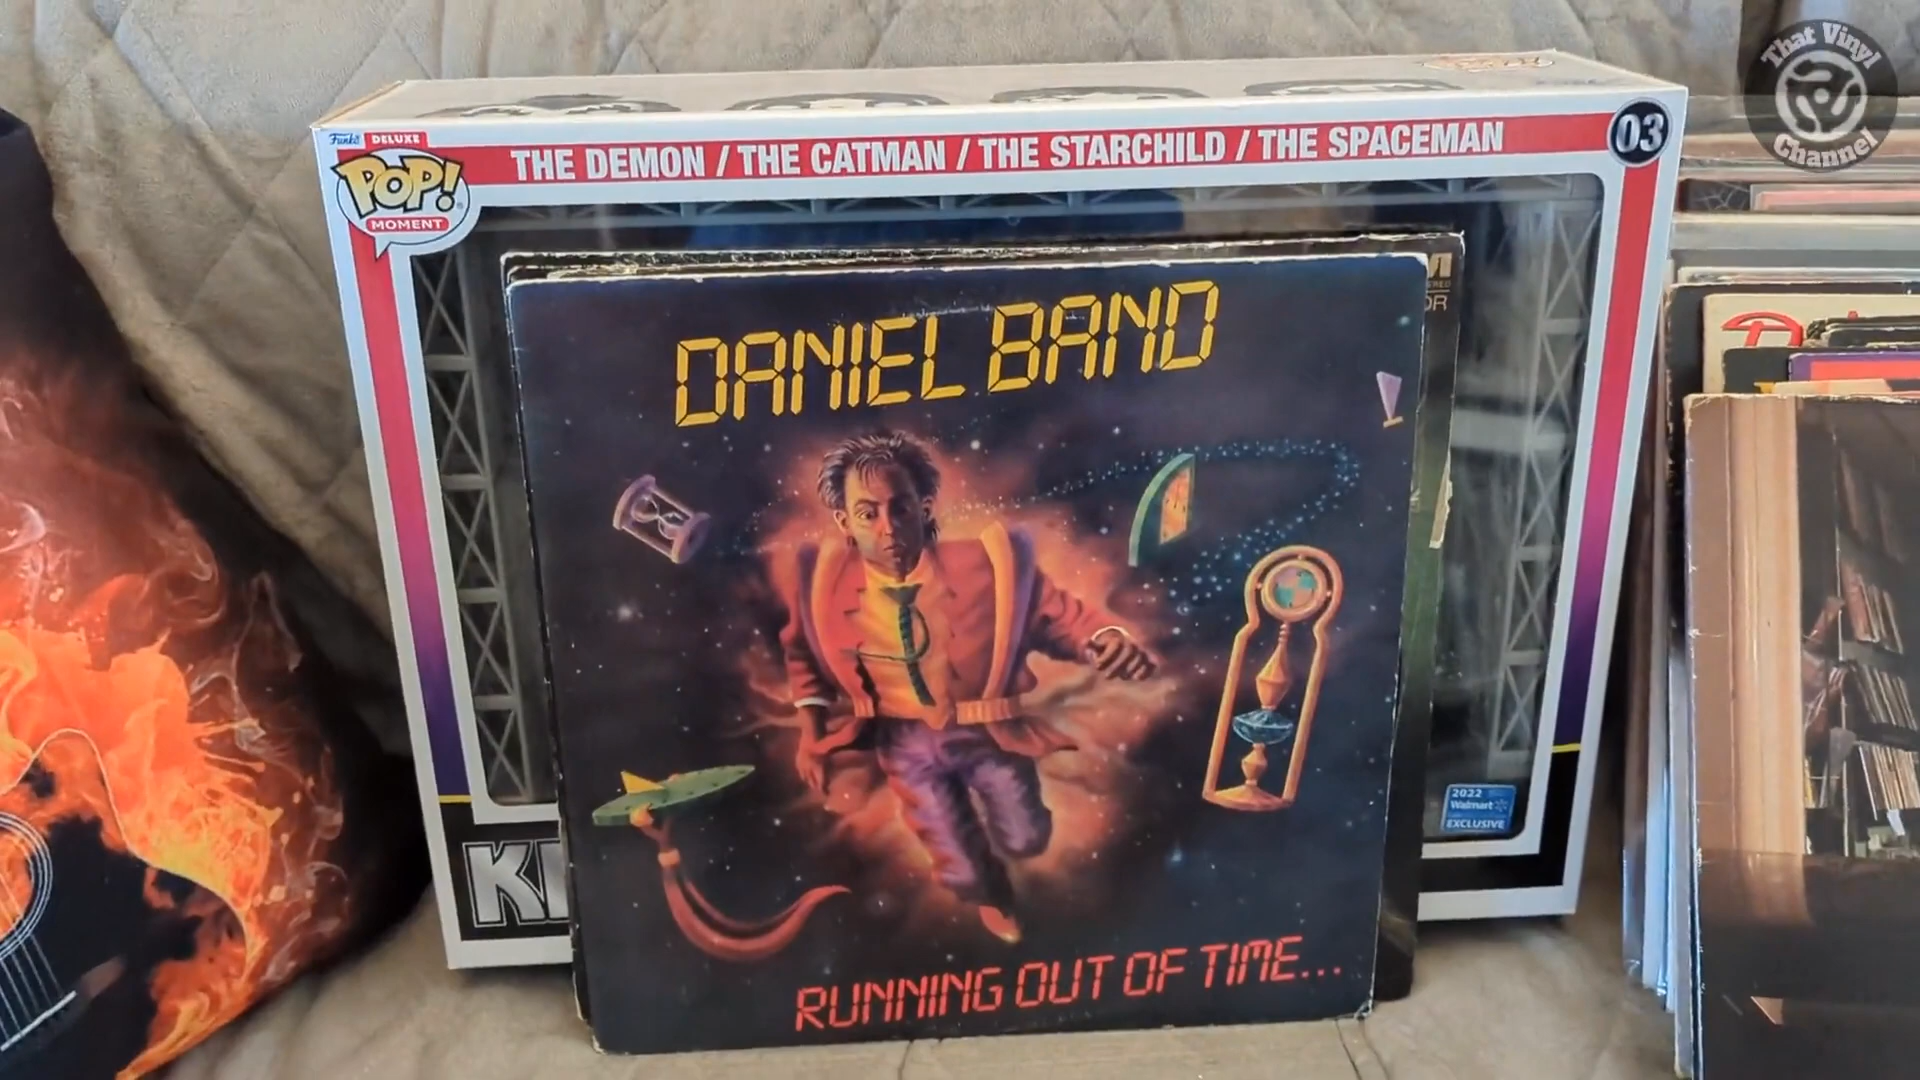 That Vinyl
Channel
Funko DELUXE
POP!
MOMENT
THE DEMON / THE CATMAN / THE STARCHILD / THE SPACEMAN
03
DANIEL BAND
RUNNING OUT OF TIME...
2022
Walmart
EXCLUSIVE